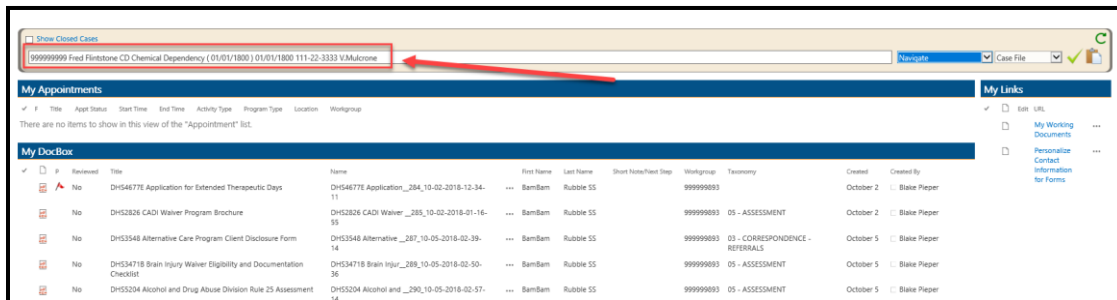 Show Closed Cases
999999999 Fred Flintstone CD Chemical Dependency ( 01/01/1800 ) 01/01/1800 111-22-3333 V.Mulcrone
Navigate
Case File
My Appointments
F Title Appt Status Start Time End Time Activity Type Program Type Location Workgroup
There are no items to show in this view of the "Appointment" list.
My Links
Edit URL
My Working
Documents
...
Personalize
Contact
Information
for Forms
...
My DocBox
P Reviewed Title Name First Name Last Name Short Note/Next Step Workgroup Taxonomy Created Created By
No DHS4677E Application for Extended Therapeutic Days DHS4677E Application__284_10-02-2018-12-34- ... BamBam Rubble SS 999999893 October 2 Blake Pieper
11
No DHS2826 CADI Waiver Program Brochure DHS2826 CADI Waiver __285_10-02-2018-01-16- ... BamBam Rubble SS 999999893 05 - ASSESSMENT October 2 Blake Pieper
55
No DHS3548 Alternative Care Program Client Disclosure Form DHS3548 Alternative __287_10-05-2018-02-39- ... BamBam Rubble SS 999999893 03 - CORRESPONDENCE - October 5 Blake Pieper
14 REFERRALS
No DHS3471B Brain Injury Waiver Eligibility and Documentation DHS3471B Brain Injur__289_10-05-2018-02-50- ... BamBam Rubble SS 999999893 05 - ASSESSMENT October 5 Blake Pieper
Checklist 36
No DHS5204 Alcohol and Drug Abuse Division Rule 25 Assessment DHS5204 Alcohol and __290_10-05-2018-02-57- ... BamBam Rubble SS 999999893 05 - ASSESSMENT October 5 Blake Pieper
14